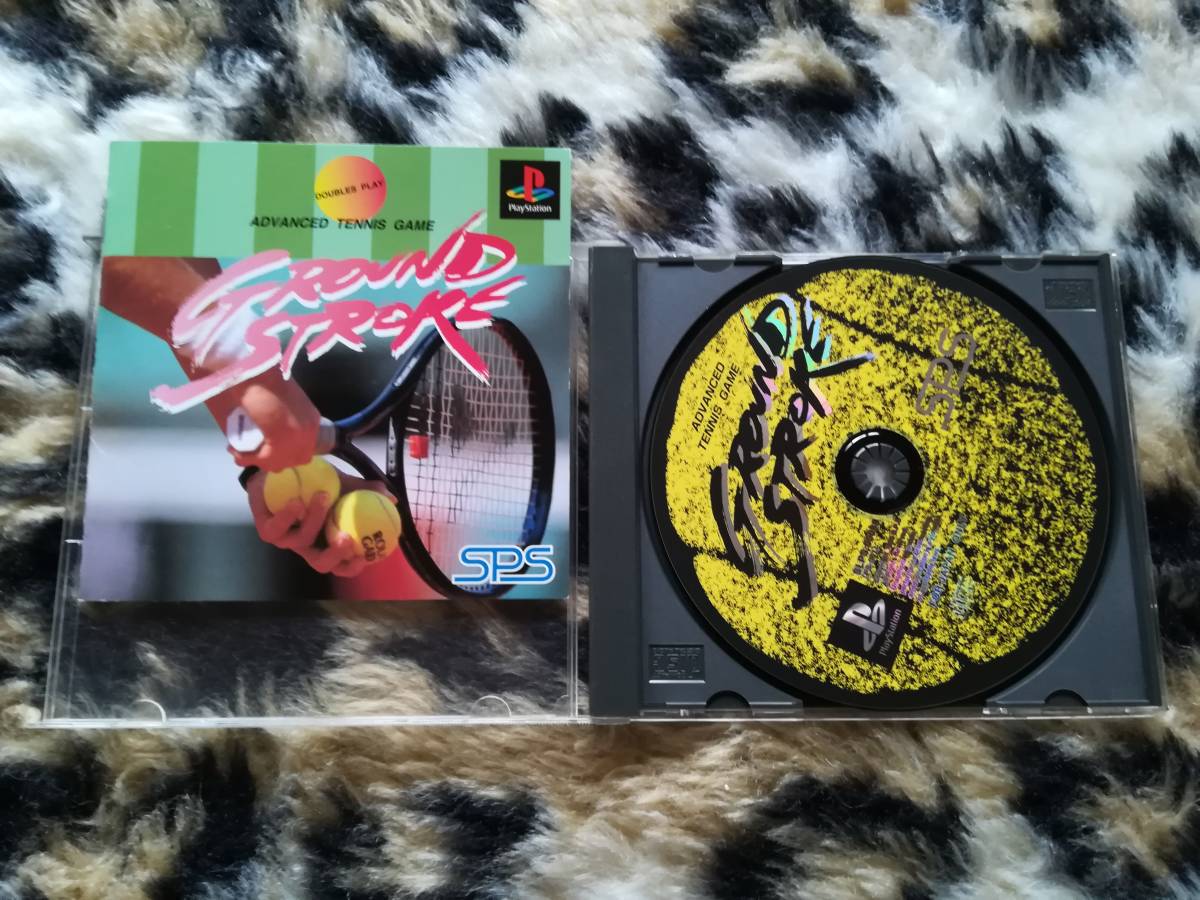 DOUBLES PLAY
ADVANCED TENNIS GAME
PlayStation
GROUND
STROKE
SPS
ADVANCED
TENNIS GAME
GROUND
STROKE
SPS
PlayStation